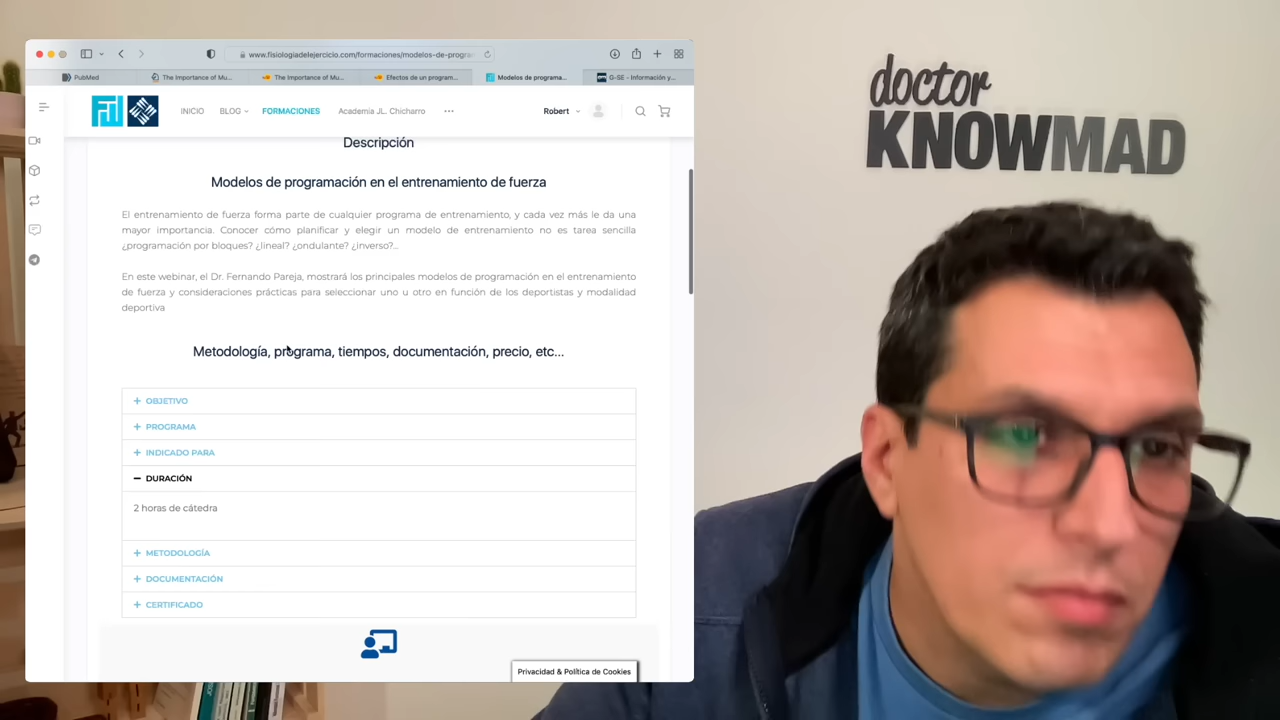 www.fisiologiadelejercicio.com/formaciones/modelos-de-progra
PubMed
The Importance of Mu...
The Importance of Mu...
Efectos de un program...
Modelos de programa...
G-SE - Información y...
INICIO
BLOG
FORMACIONES
Academia JL. Chicharro
Robert
Descripción
Modelos de programación en el entrenamiento de fuerza
El entrenamiento de fuerza forma parte de cualquier programa de entrenamiento, y cada vez más le da una
mayor importancia. Conocer cómo planificar y elegir un modelo de entrenamiento no es tarea sencilla
¿programación por bloques? ¿lineal? ¿ondulante? ¿inverso?...
En este webinar, el Dr. Fernando Pareja, mostrará los principales modelos de programación en el entrenamiento
de fuerza y consideraciones prácticas para seleccionar uno u otro en función de los deportistas y modalidad
deportiva
Metodología, programa, tiempos, documentación, precio, etc...
+ OBJETIVO
+ PROGRAMA
+ INDICADO PARA
− DURACIÓN
2 horas de cátedra
+ METODOLOGÍA
+ DOCUMENTACIÓN
+ CERTIFICADO
Privacidad & Política de Cookies
doctor
KNOWMAD